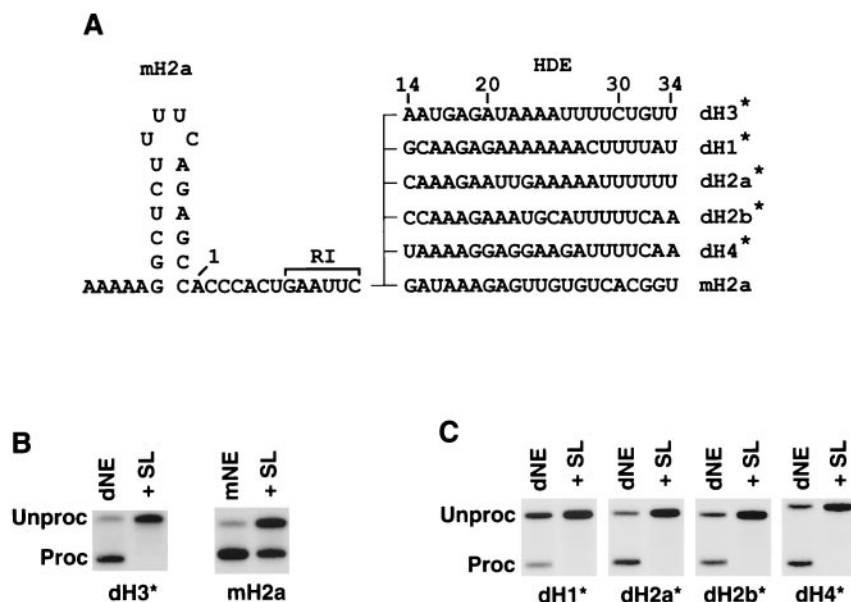 A
mH2a
HDE
14 20 30 34
U U
U C
U A
C G
U A
C G
G C
1
RI
AAUGAGAUAAAAUUUUCUGUU dH3*
GCAAGAGAAAAAAACUUUUAU dH1*
CAAAGAAUUGAAAAAUUUUUU dH2a*
CCAAAGAAAUGCAUUUUUCAA dH2b*
UAAAAGGAGGAAGAUUUUCAA dH4*
AAAAAG CACCCACUGAAUUC GAUAAAGAGUUGUGUCACGGU mH2a
B
dNE + SL mNE + SL
Unproc
Proc
dH3* mH2a
C
dNE + SL dNE + SL dNE + SL dNE + SL
Unproc
Proc
dH1* dH2a* dH2b* dH4*